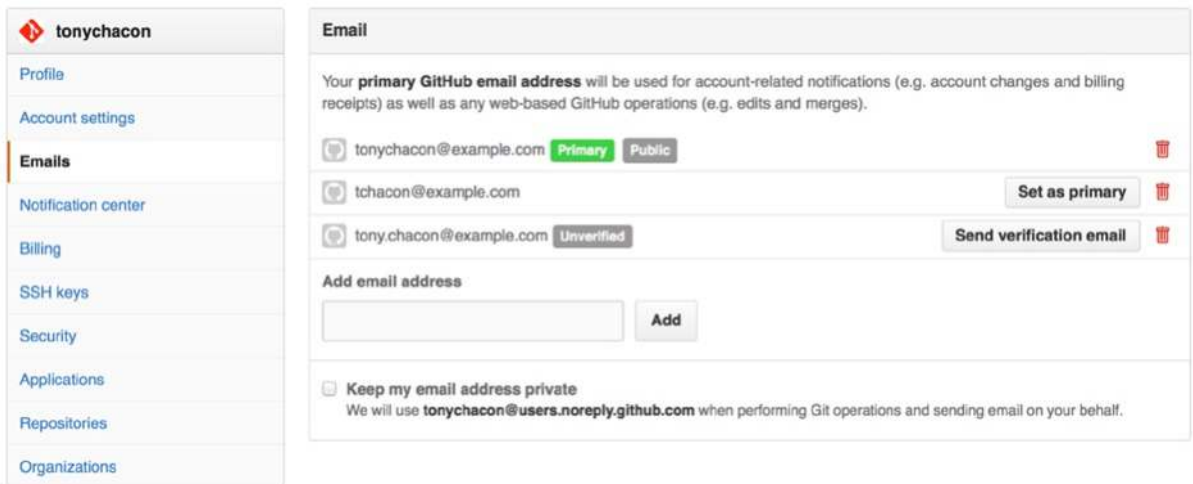 tonychacon
Profile
Account settings
Emails
Notification center
Billing
SSH keys
Security
Applications
Repositories
Organizations
Email
Your primary GitHub email address will be used for account-related notifications (e.g. account changes and billing
receipts) as well as any web-based GitHub operations (e.g. edits and merges).
tonychacon@example.com Primary Public
tchacon@example.com Set as primary
tony.chacon@example.com Unverified Send verification email
Add email address
Add
Keep my email address private
We will use tonychacon@users.noreply.github.com when performing Git operations and sending email on your behalf.